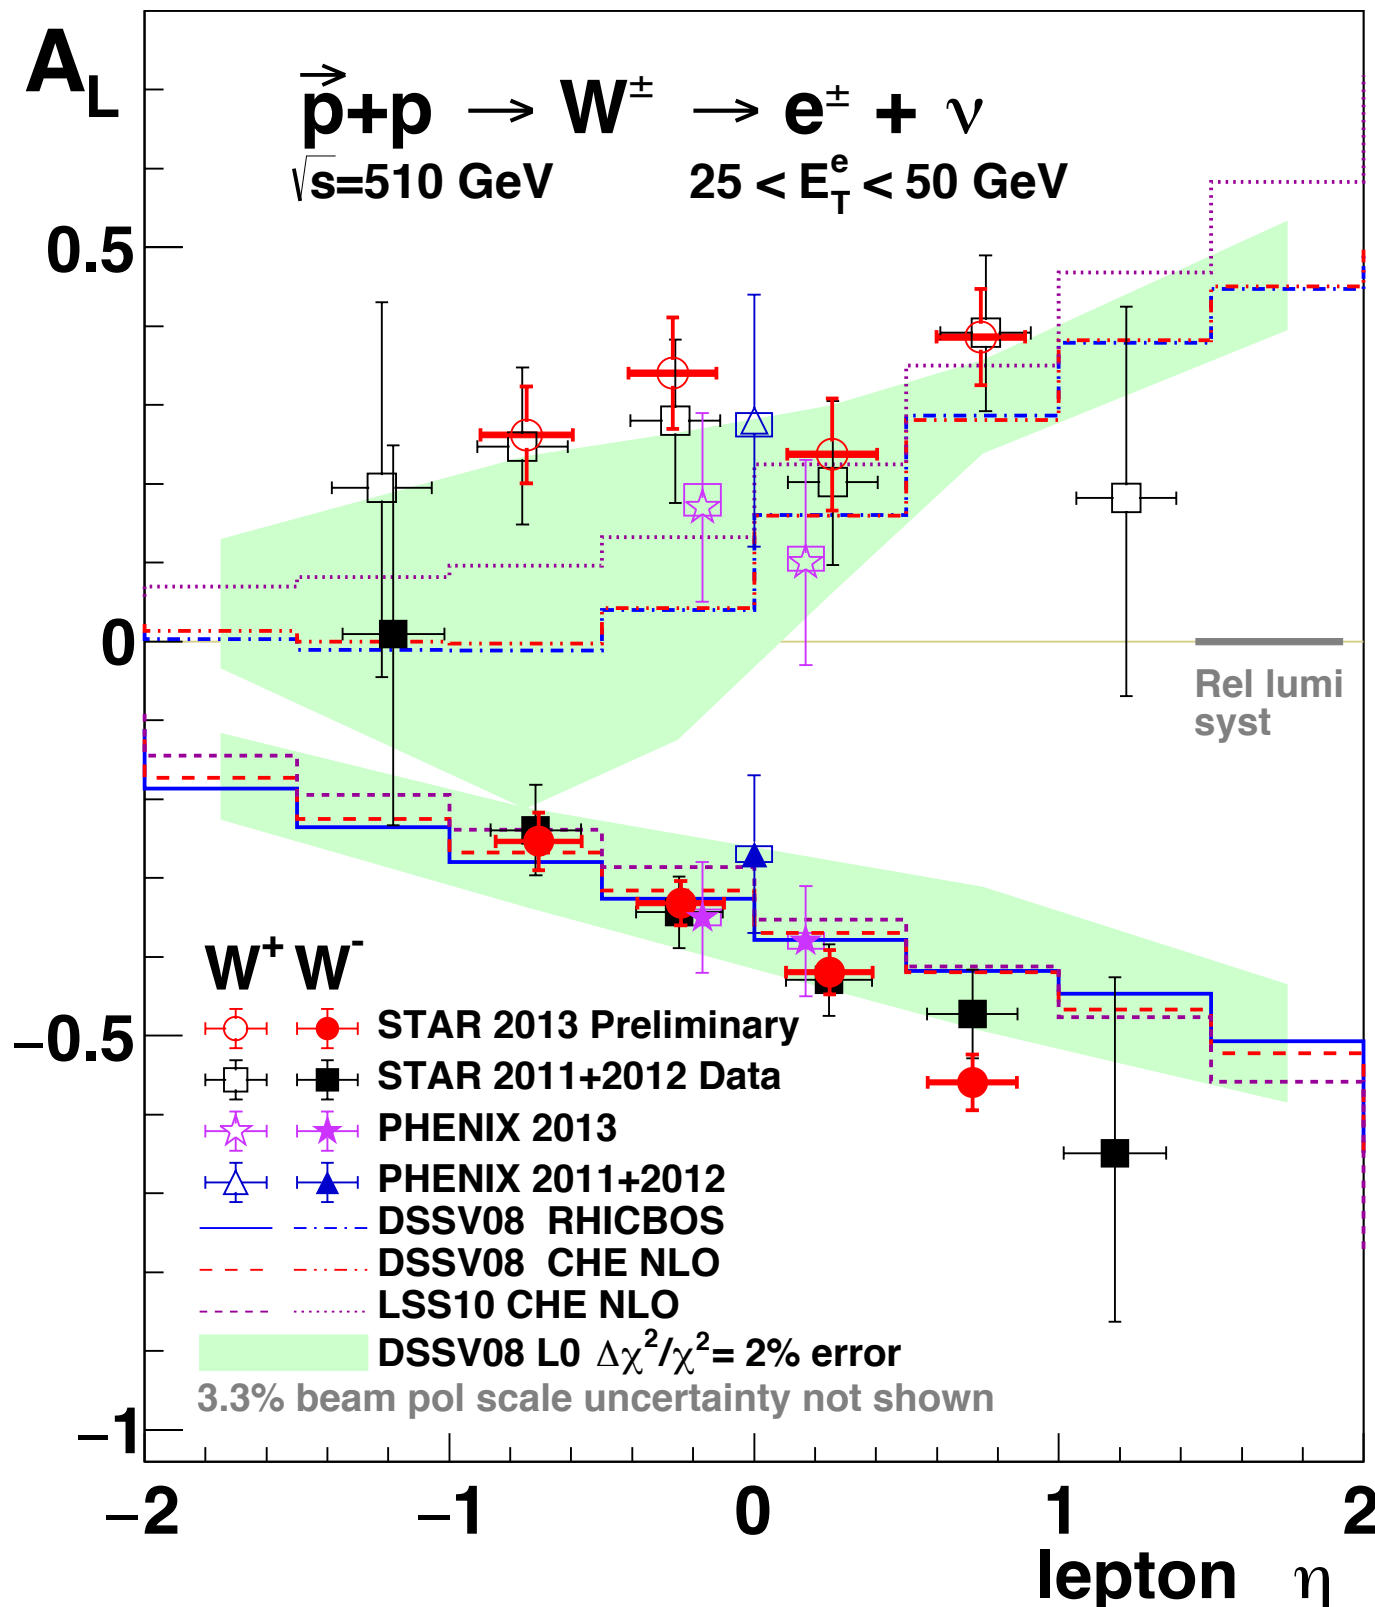 A_L
p+p → W^± → e^± + ν
√s=510 GeV 25 < E_T^e < 50 GeV
0.5
0
Rel lumi
syst
W^+ W^-
−0.5
STAR 2013 Preliminary
STAR 2011+2012 Data
PHENIX 2013
PHENIX 2011+2012
DSSV08 RHICBOS
DSSV08 CHE NLO
LSS10 CHE NLO
DSSV08 L0 Δχ²/χ²= 2% error
3.3% beam pol scale uncertainty not shown
−1
−2 −1 0 1 2
lepton η